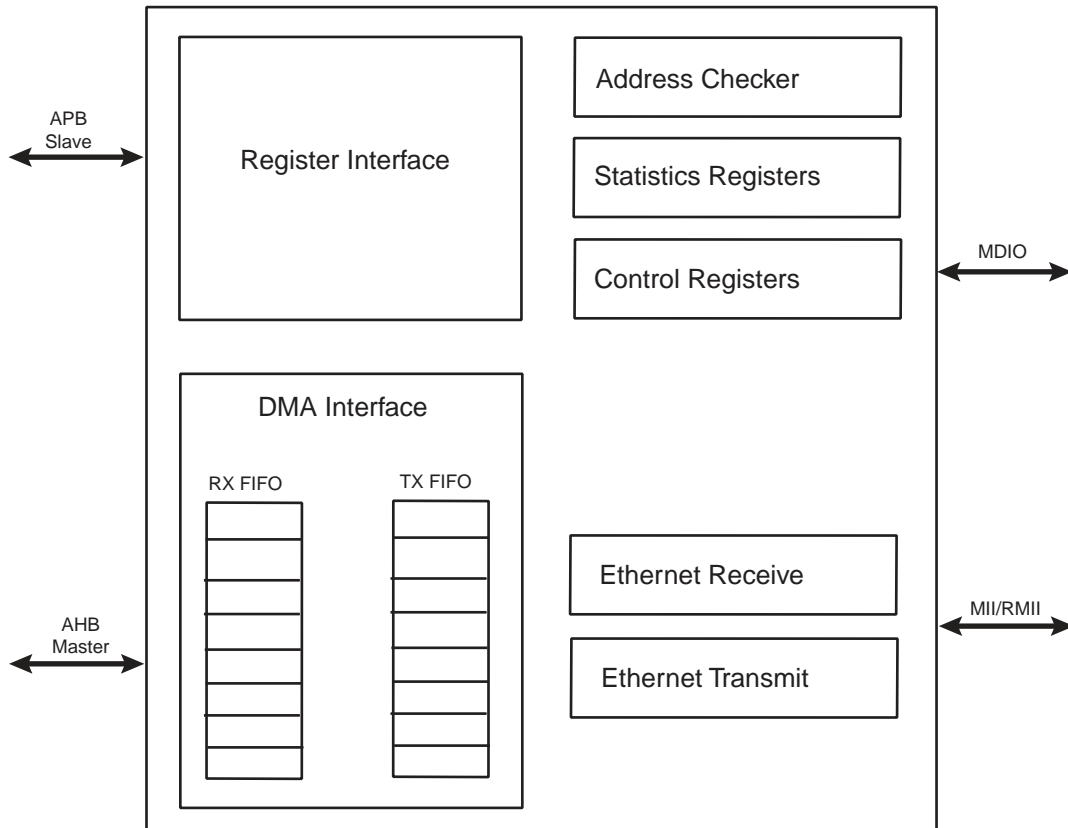 Address Checker
APB
Slave
Register Interface
Statistics Registers
Control Registers
MDIO
DMA Interface
RX FIFO
TX FIFO
Ethernet Receive
MII/RMII
AHB
Master
Ethernet Transmit